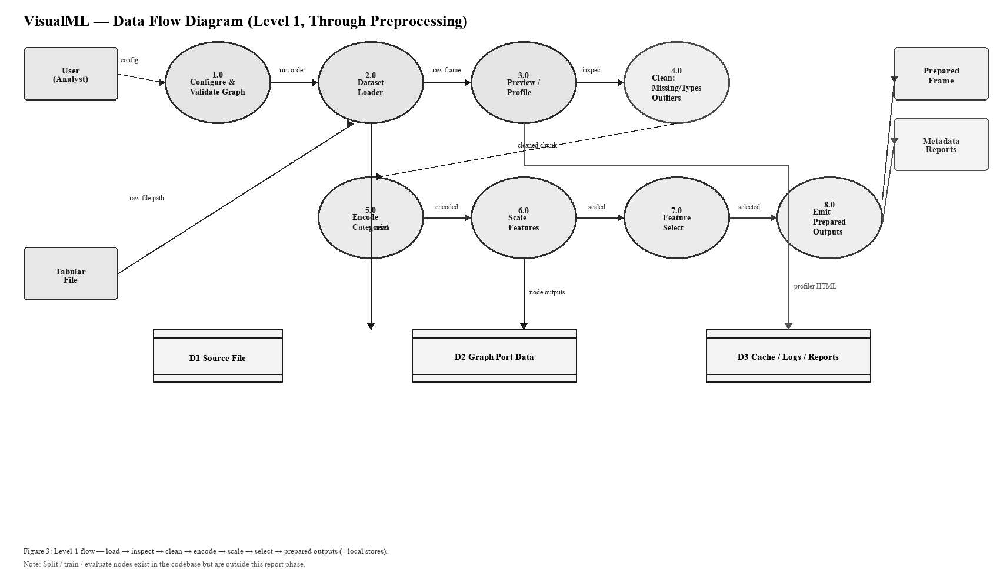 VisualML — Data Flow Diagram (Level 1, Through Preprocessing)
User
(Analyst)
config
1.0
Configure &
Validate Graph
run order
2.0
Dataset
Loader
raw frame
3.0
Preview /
Profile
inspect
4.0
Clean:
Missing/Types
Outliers
Prepared
Frame
Metadata
Reports
cleaned chunk
raw file path
5.0
Encode
Categories
read
encoded
6.0
Scale
Features
scaled
7.0
Feature
Select
selected
8.0
Emit
Prepared
Outputs
Tabular
File
node outputs
profiler HTML
D1 Source File
D2 Graph Port Data
D3 Cache / Logs / Reports
Figure 3: Level-1 flow — load → inspect → clean → encode → scale → select → prepared outputs (+ local stores).
Note: Split / train / evaluate nodes exist in the codebase but are outside this report phase.